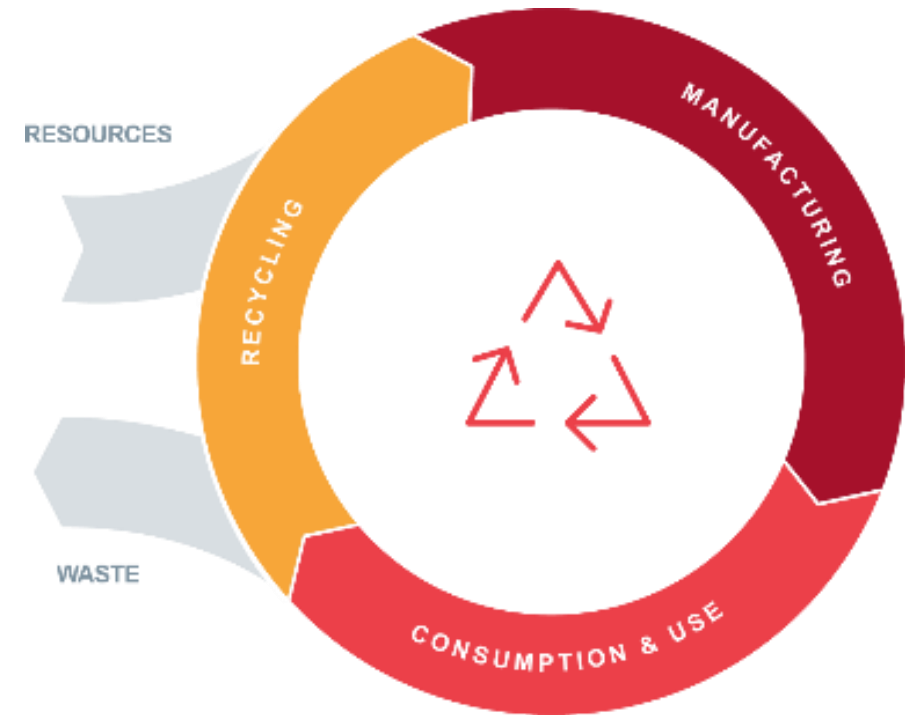 RESOURCES
MANUFACTURING
RECYCLING
WASTE
CONSUMPTION & USE